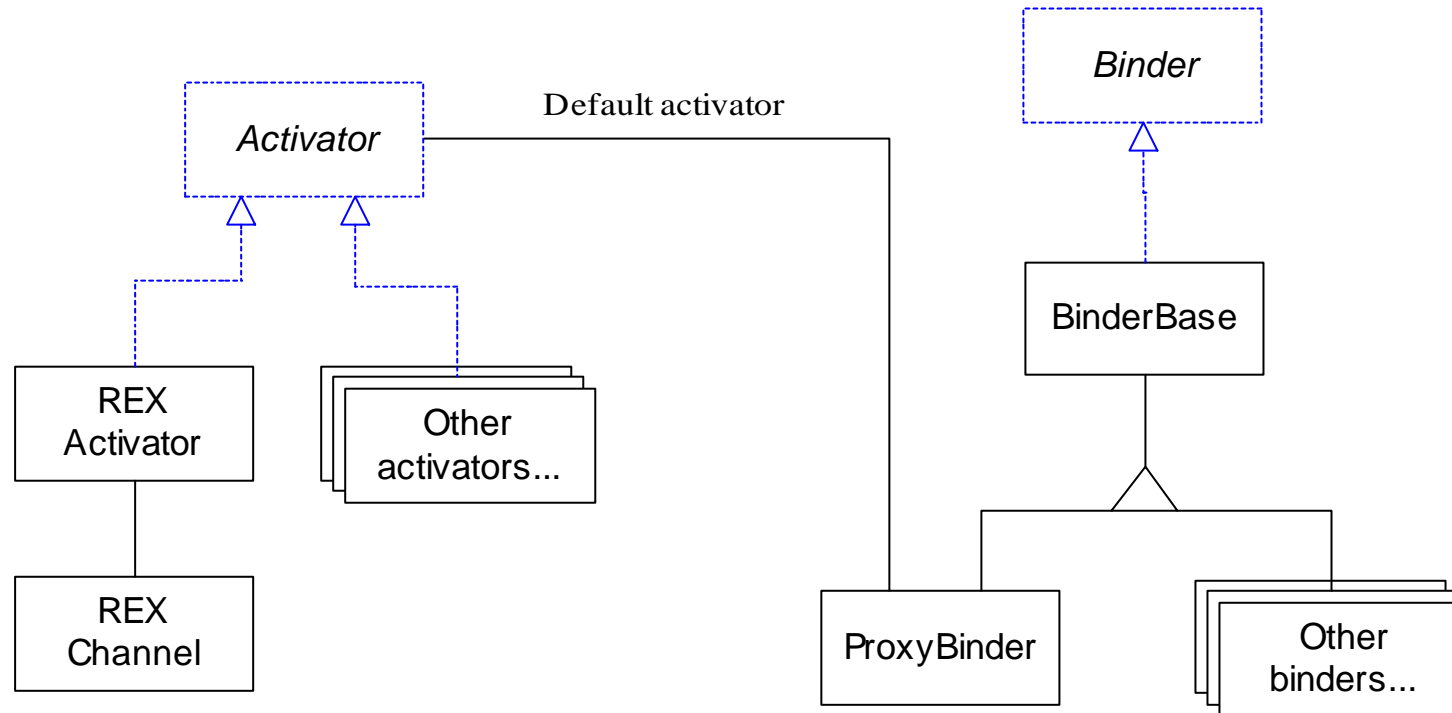 Binder
Default activator
Activator
BinderBase
REX
Activator
Other
activators...
REX
Channel
ProxyBinder
Other
binders...